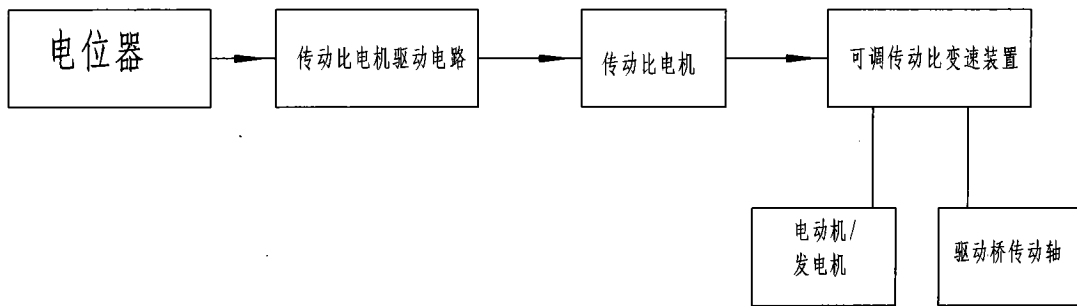 电位器
传动比电机驱动电路
传动比电机
可调传动比变速装置
电动机/
发电机
驱动桥传动轴